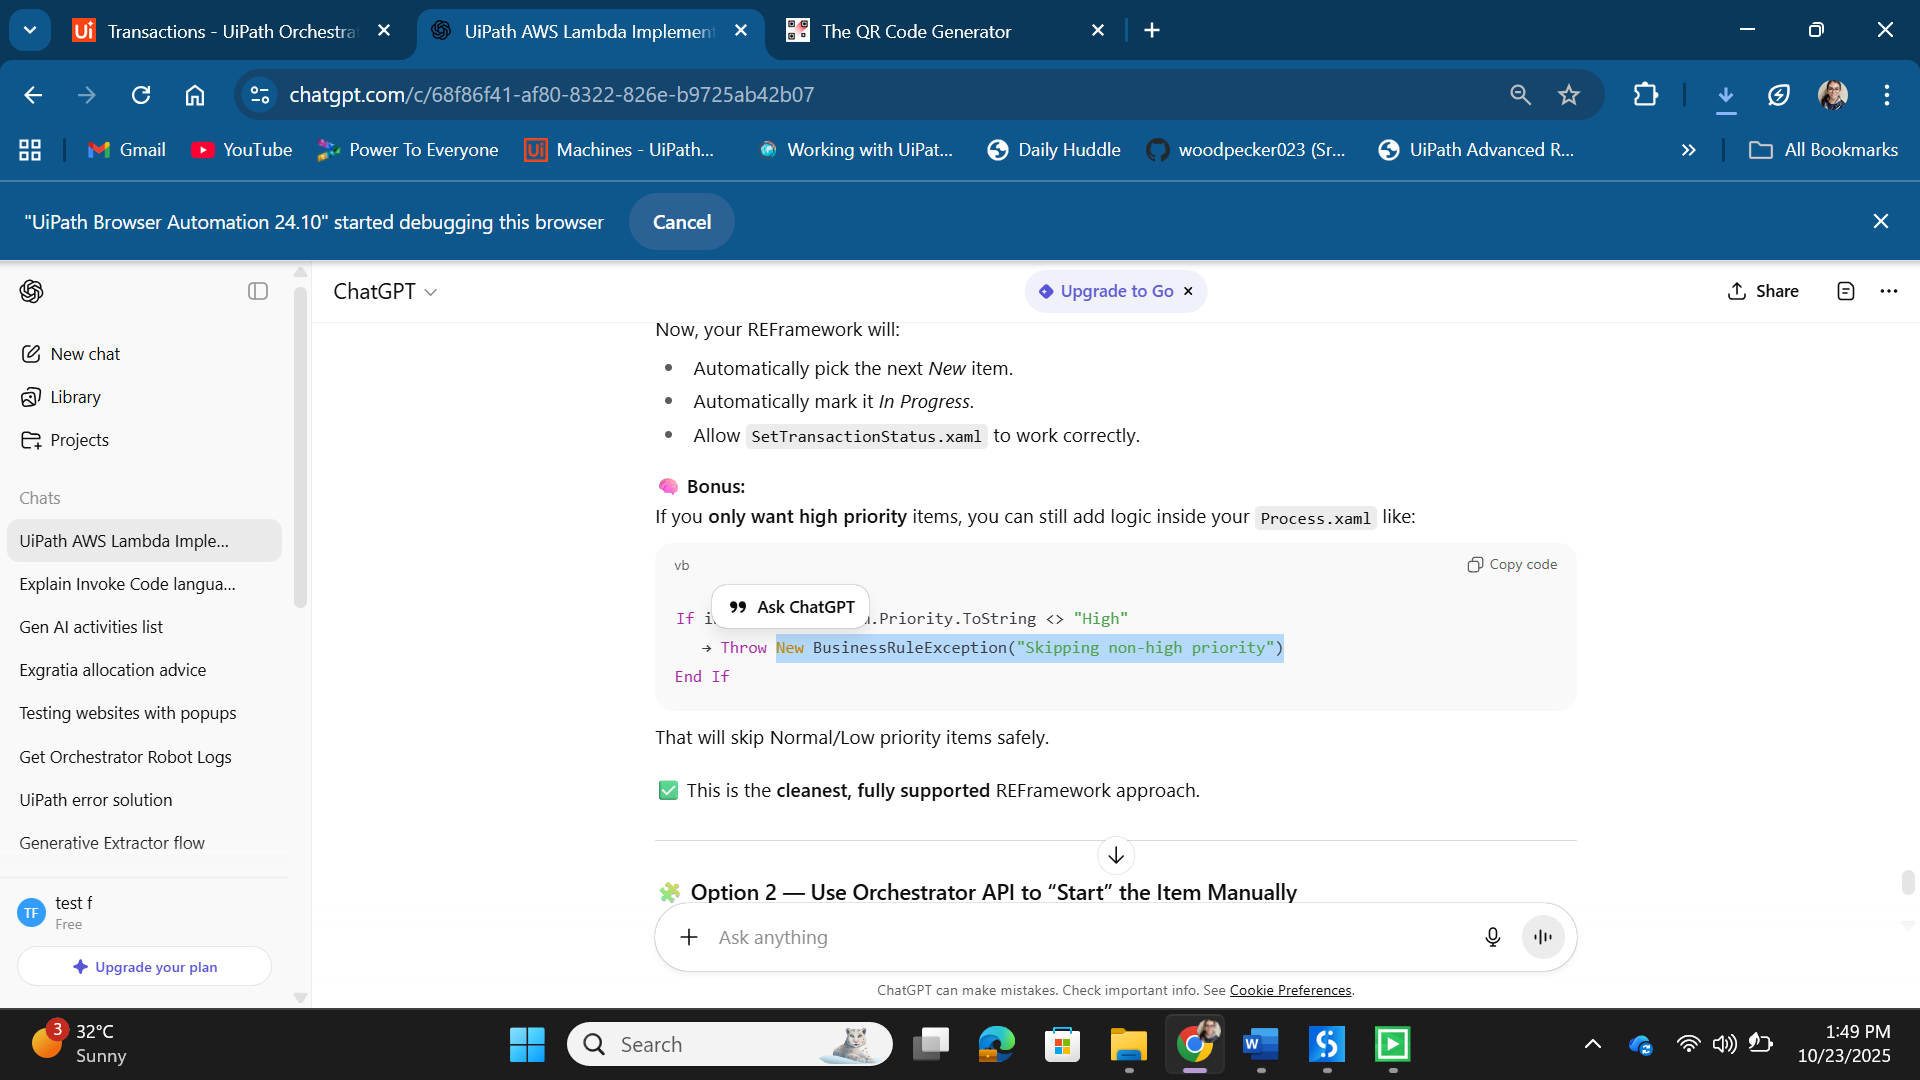 Transactions - UiPath Orchestra
UiPath AWS Lambda Implement
The QR Code Generator
chatgpt.com/c/68f86f41-af80-8322-826e-b9725ab42b07
Gmail
YouTube
Power To Everyone
Machines - UiPath...
Working with UiPat...
Daily Huddle
woodpecker023 (Sr...
UiPath Advanced R...
All Bookmarks
"UiPath Browser Automation 24.10" started debugging this browser
Cancel
ChatGPT
Upgrade to Go
Share
New chat
Library
Projects
Chats
UiPath AWS Lambda Imple...
Explain Invoke Code langua...
Gen AI activities list
Exgratia allocation advice
Testing websites with popups
Get Orchestrator Robot Logs
UiPath error solution
Generative Extractor flow
TF
test f
Free
Upgrade your plan
Now, your REFramework will:
Automatically pick the next New item.
Automatically mark it In Progress.
Allow SetTransactionStatus.xaml to work correctly.
Bonus:
If you only want high priority items, you can still add logic inside your Process.xaml like:
vb
Copy code
Ask ChatGPT
If .Priority.ToString <> "High"
→ Throw New BusinessRuleException("Skipping non-high priority")
End If
That will skip Normal/Low priority items safely.
This is the cleanest, fully supported REFramework approach.
Option 2 — Use Orchestrator API to “Start” the Item Manually
Ask anything
ChatGPT can make mistakes. Check important info. See Cookie Preferences.
3
32°C
Sunny
Search
1:49 PM
10/23/2025